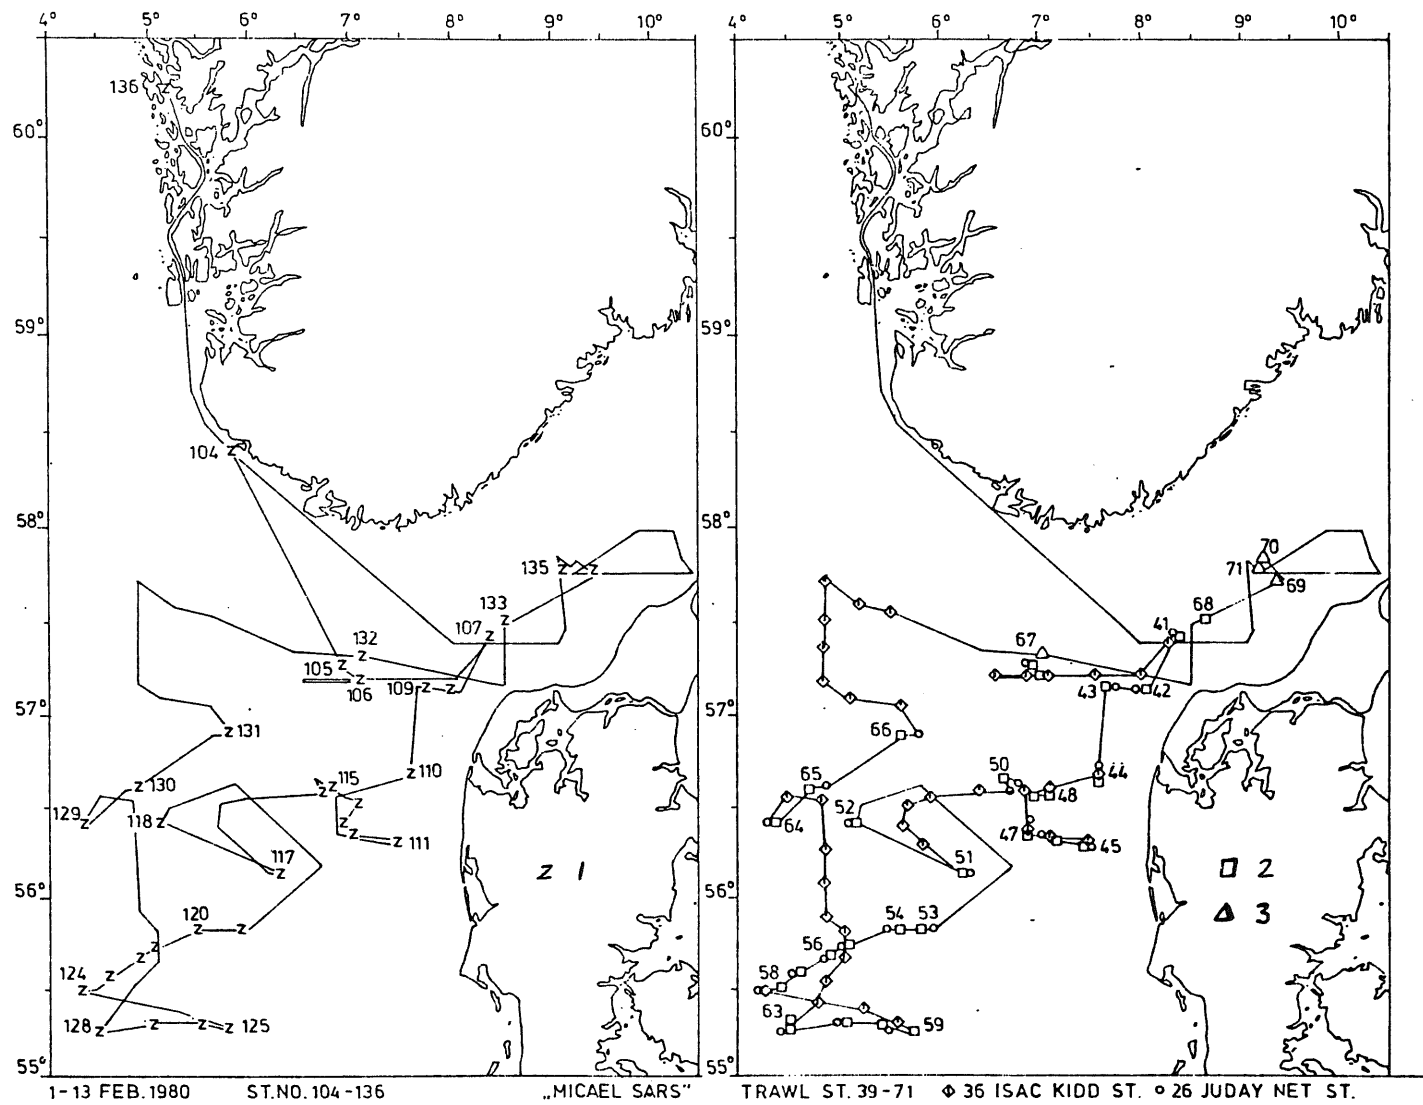 4° 5° 6° 7° 8° 9° 10° 4° 5° 6° 7° 8° 9° 10°
136 Z
60° 60°
59° 59°
104 Z
58° 58°
135 Z Z 70
71 69
133 Z 68
107 Z 41
132 Z 67
105 Z
106 Z
109 Z Z 43 42
57° 57°
Z 131 66
Z 110 44
115 Z Z 50
Z 130 65
129 Z 52 48
118 Z 64
Z
Z
Z Z 111 47 45
117 Z 51
Z 1 □ 2
56° 56°
△ 3
120 Z Z 54 53
Z
Z 56
124 Z 58
Z
128 Z Z Z Z 125 63 59
55° 55°
1-13 FEB. 1980 ST.NO. 104-136 „MICAEL SARS" TRAWL ST. 39-71 36 ISAC KIDD ST. 26 JUDAY NET ST.